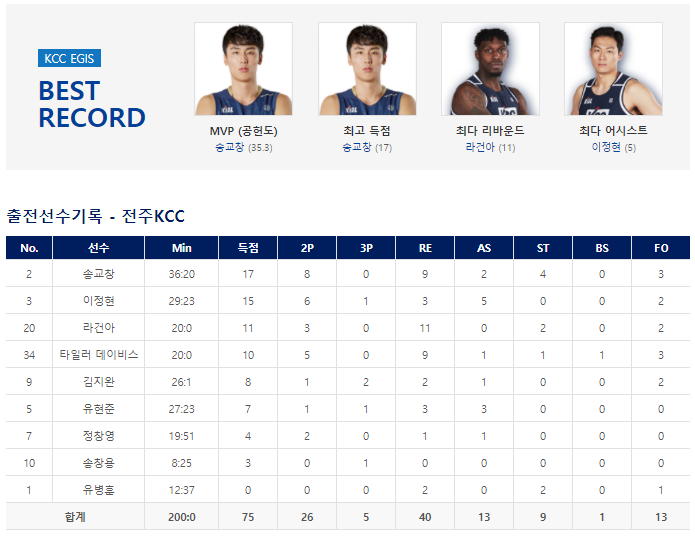 KCC EGIS
BEST
RECORD
MVP (공헌도)
송교창 (35.3)
최고 득점
송교창 (17)
최다 리바운드
라건아 (11)
최다 어시스트
이정현 (5)
출전선수기록 - 전주KCC
No. 선수 Min 득점 2P 3P RE AS ST BS FO
2 송교창 36:20 17 8 0 9 2 4 0 3
3 이정현 29:23 15 6 1 3 5 0 0 2
20 라건아 20:0 11 3 0 11 0 2 0 2
34 타일러 데이비스 20:0 10 5 0 9 1 1 1 3
9 김지완 26:1 8 1 2 2 1 0 0 2
5 유현준 27:23 7 1 1 3 3 0 0 0
7 정창영 19:51 4 2 0 1 1 0 0 0
10 송창용 8:25 3 0 1 0 0 0 0 0
1 유병훈 12:37 0 0 0 2 0 2 0 1
합계 200:0 75 26 5 40 13 9 1 13